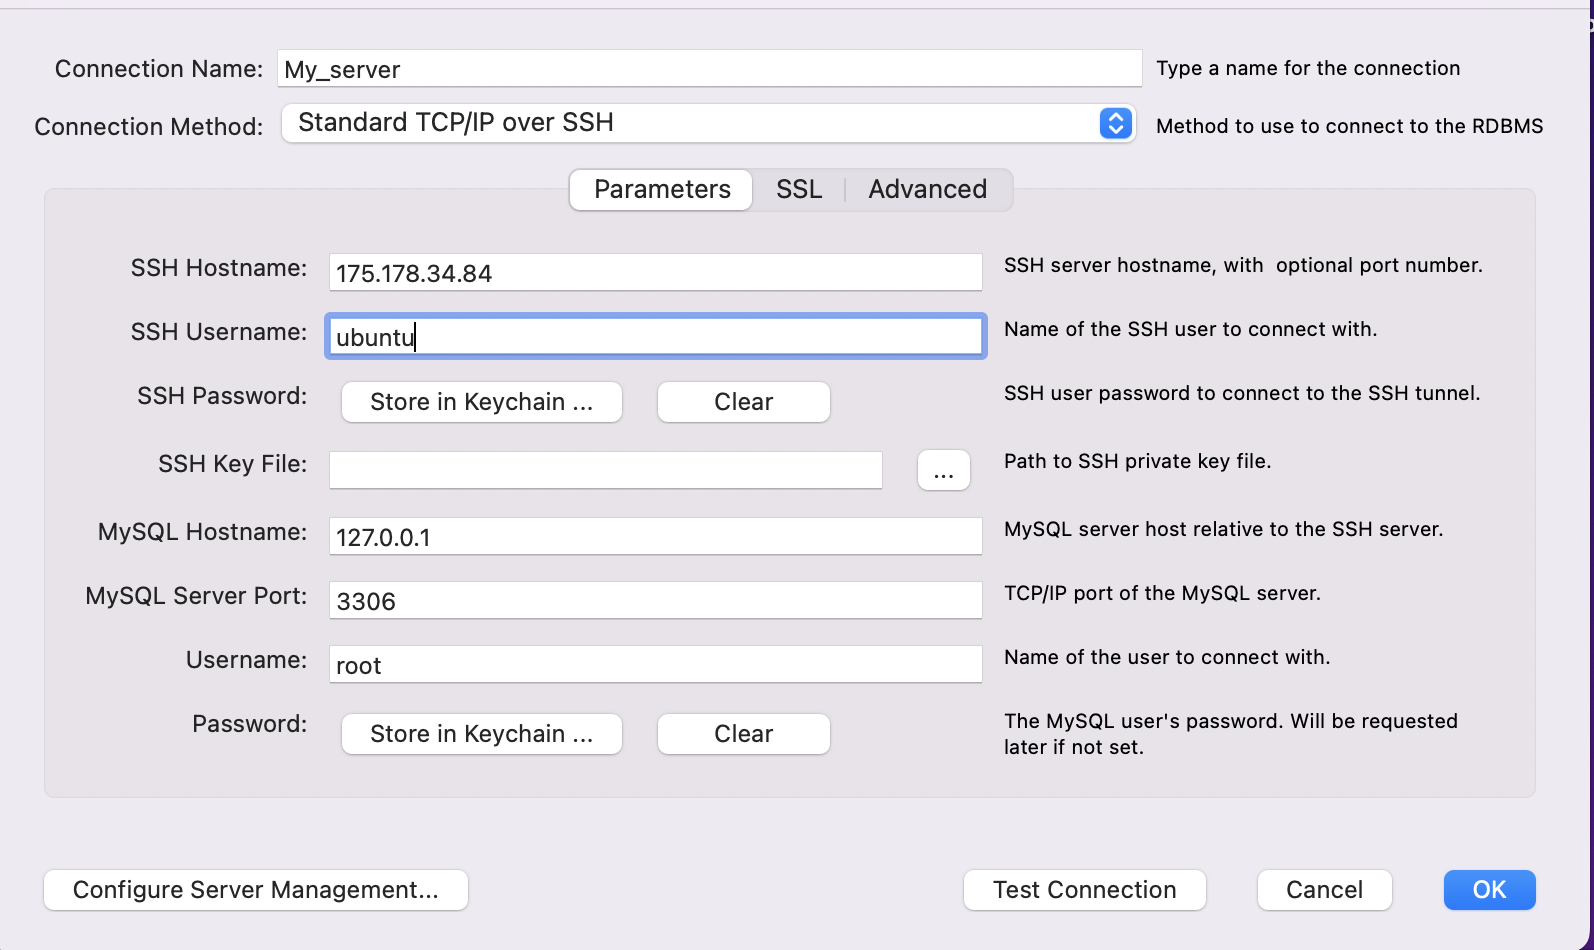 Connection Name: My_server Type a name for the connection
Connection Method: Standard TCP/IP over SSH Method to use to connect to the RDBMS
Parameters SSL Advanced
SSH Hostname: 175.178.34.84 SSH server hostname, with  optional port number.
SSH Username: ubuntu Name of the SSH user to connect with.
SSH Password: Store in Keychain ... Clear SSH user password to connect to the SSH tunnel.
SSH Key File: ... Path to SSH private key file.
MySQL Hostname: 127.0.0.1 MySQL server host relative to the SSH server.
MySQL Server Port: 3306 TCP/IP port of the MySQL server.
Username: root Name of the user to connect with.
Password: Store in Keychain ... Clear The MySQL user's password. Will be requested
later if not set.
Configure Server Management... Test Connection Cancel OK